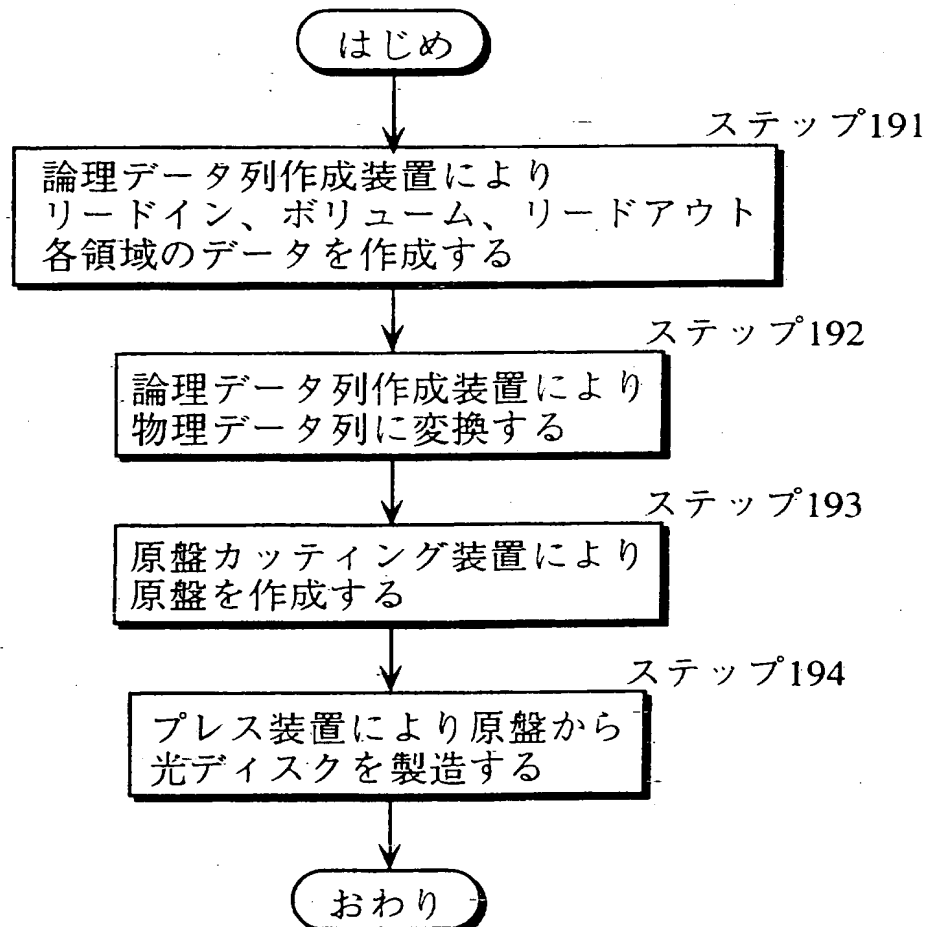 はじめ
ステップ191
論理データ列作成装置により
リードイン、ボリューム、リードアウト
各領域のデータを作成する
ステップ192
論理データ列作成装置により
物理データ列に変換する
ステップ193
原盤カッティング装置により
原盤を作成する
ステップ194
プレス装置により原盤から
光ディスクを製造する
おわり